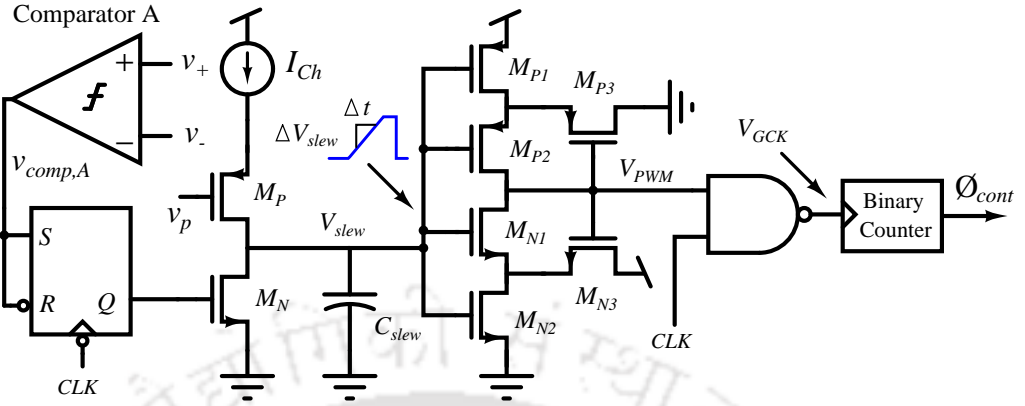 Comparator A
+
v+
−
v-
vcomp,A
S
R
Q
CLK
ICh
MP
vp
MN
Vslew
Cslew
Δt
ΔVslew
MP1
MP2
MP3
MN1
MN2
MN3
VPWM
CLK
VGCK
Binary
Counter
Øcont